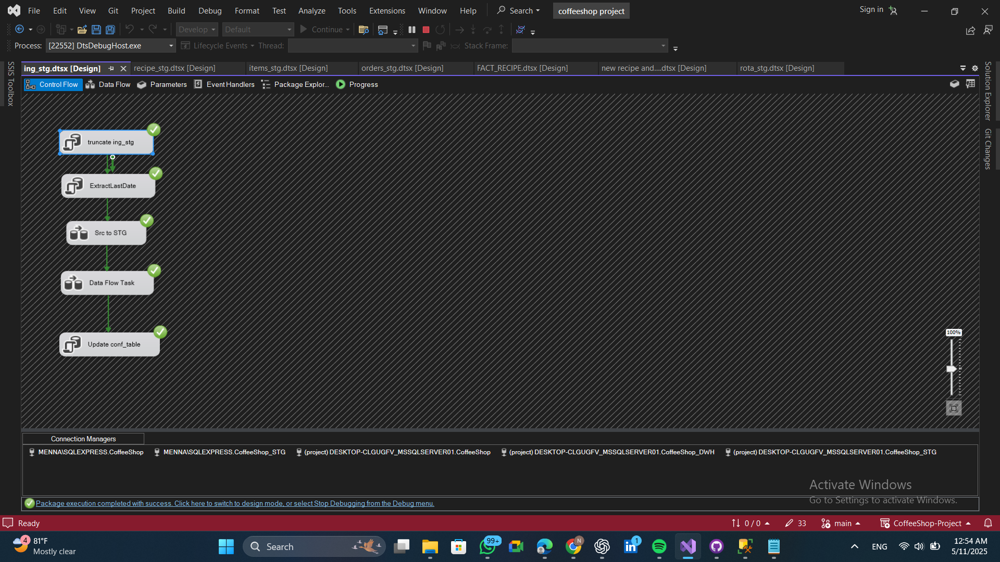 File Edit View Git Project Build Debug Format Test Analyze Tools Extensions Window Help Search coffeeshop project Sign in
Develop Default Continue
Process: [22552] DtsDebugHost.exe Lifecycle Events Thread: Stack Frame:
SSIS Toolbox
ing_stg.dtsx [Design] recipe_stg.dtsx [Design] items_stg.dtsx [Design] orders_stg.dtsx [Design] FACT_RECIPE.dtsx [Design] new recipe and....dtsx [Design] rota_stg.dtsx [Design]
Control Flow Data Flow Parameters Event Handlers Package Explor... Progress
Solution Explorer
Git Changes
truncate ing_stg
ExtractLastDate
Src to STG
Data Flow Task
Update conf_table
100%
Connection Managers
MENNA\SQLEXPRESS.CoffeeShop MENNA\SQLEXPRESS.CoffeeShop_STG (project) DESKTOP-CLGUGFV_MSSQLSERVER01.CoffeeShop (project) DESKTOP-CLGUGFV_MSSQLSERVER01.CoffeeShop_DWH (project) DESKTOP-CLGUGFV_MSSQLSERVER01.CoffeeShop_STG
Activate Windows
Go to Settings to activate Windows.
Package execution completed with success. Click here to switch to design mode, or select Stop Debugging from the Debug menu.
Ready 0 / 0 33 main CoffeeShop-Project
4 81°F
Mostly clear
Search
99+
N
1
ENG
12:54 AM
5/11/2025